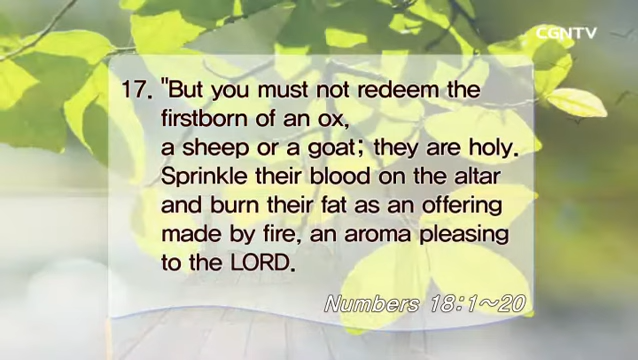 CGNTV
17. "But you must not redeem the
firstborn of an ox,
a sheep or a goat; they are holy.
Sprinkle their blood on the altar
and burn their fat as an offering
made by fire, an aroma pleasing
to the LORD.
Numbers 18:1~20